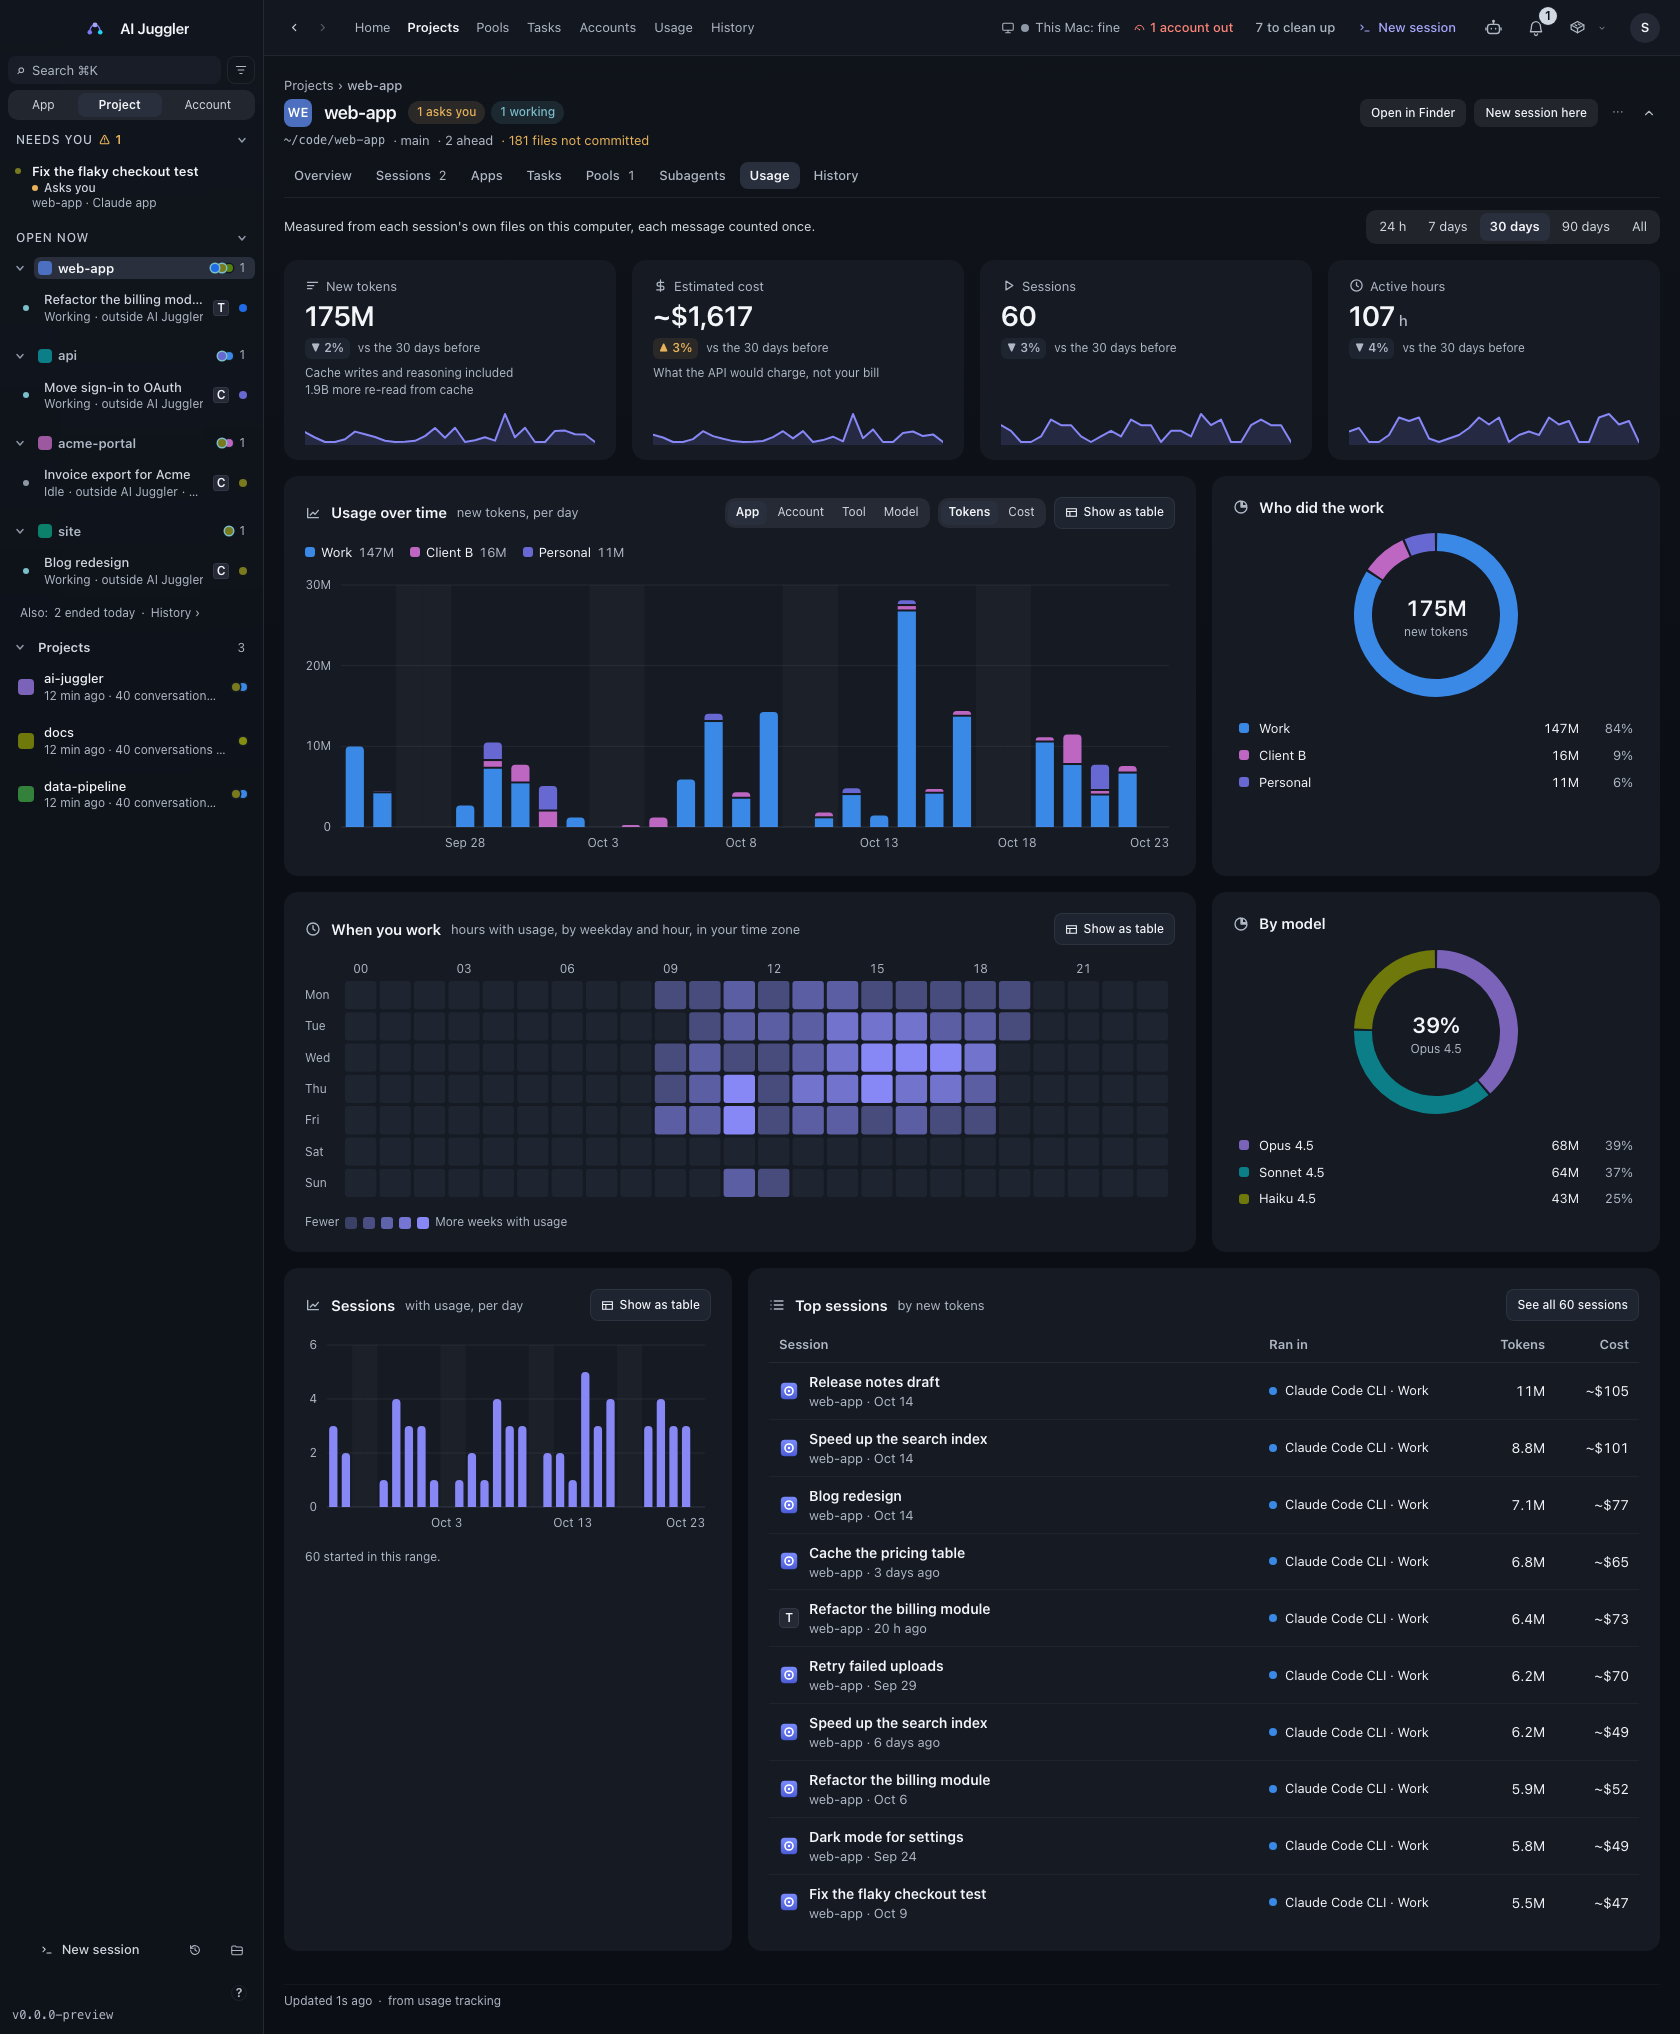 AI Juggler
Search ⌘K
App Project Account
NEEDS YOU 1
Fix the flaky checkout test
Asks you
web-app · Claude app
OPEN NOW
web-app 1
Refactor the billing mod... T
Working · outside AI Juggler
api 1
Move sign-in to OAuth C
Working · outside AI Juggler
acme-portal 1
Invoice export for Acme C
Idle · outside AI Juggler · ...
site 1
Blog redesign C
Working · outside AI Juggler
Also: 2 ended today · History ›
Projects 3
ai-juggler
12 min ago · 40 conversation...
docs
12 min ago · 40 conversations ...
data-pipeline
12 min ago · 40 conversation...
New session
?
v0.0.0-preview
Home Projects Pools Tasks Accounts Usage History
This Mac: fine 1 account out 7 to clean up New session 1 S
Projects › web-app
WE web-app 1 asks you 1 working
Open in Finder New session here ···
~/code/web-app · main · 2 ahead · 181 files not committed
Overview Sessions 2 Apps Tasks Pools 1 Subagents Usage History
Measured from each session's own files on this computer, each message counted once.
24 h 7 days 30 days 90 days All
New tokens
175M
▼ 2% vs the 30 days before
Cache writes and reasoning included
1.9B more re-read from cache
Estimated cost
~$1,617
▲ 3% vs the 30 days before
What the API would charge, not your bill
Sessions
60
▼ 3% vs the 30 days before
Active hours
107 h
▼ 4% vs the 30 days before
Usage over time new tokens, per day
App Account Tool Model Tokens Cost Show as table
Work 147M Client B 16M Personal 11M
30M
20M
10M
0
Sep 28 Oct 3 Oct 8 Oct 13 Oct 18 Oct 23
Who did the work
175M
new tokens
Work 147M 84%
Client B 16M 9%
Personal 11M 6%
When you work hours with usage, by weekday and hour, in your time zone
Show as table
00 03 06 09 12 15 18 21
Mon
Tue
Wed
Thu
Fri
Sat
Sun
Fewer More weeks with usage
By model
39%
Opus 4.5
Opus 4.5 68M 39%
Sonnet 4.5 64M 37%
Haiku 4.5 43M 25%
Sessions with usage, per day
Show as table
6
4
2
0
Oct 3 Oct 13 Oct 23
60 started in this range.
Top sessions by new tokens
See all 60 sessions
Session Ran in Tokens Cost
Release notes draft
web-app · Oct 14
Claude Code CLI · Work 11M ~$105
Speed up the search index
web-app · Oct 14
Claude Code CLI · Work 8.8M ~$101
Blog redesign
web-app · Oct 14
Claude Code CLI · Work 7.1M ~$77
Cache the pricing table
web-app · 3 days ago
Claude Code CLI · Work 6.8M ~$65
T Refactor the billing module
web-app · 20 h ago
Claude Code CLI · Work 6.4M ~$73
Retry failed uploads
web-app · Sep 29
Claude Code CLI · Work 6.2M ~$70
Speed up the search index
web-app · 6 days ago
Claude Code CLI · Work 6.2M ~$49
Refactor the billing module
web-app · Oct 6
Claude Code CLI · Work 5.9M ~$52
Dark mode for settings
web-app · Sep 24
Claude Code CLI · Work 5.8M ~$49
Fix the flaky checkout test
web-app · Oct 9
Claude Code CLI · Work 5.5M ~$47
Updated 1s ago · from usage tracking